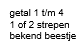 getal 1 t/m 4
1 of 2 strepen
bekend beestje